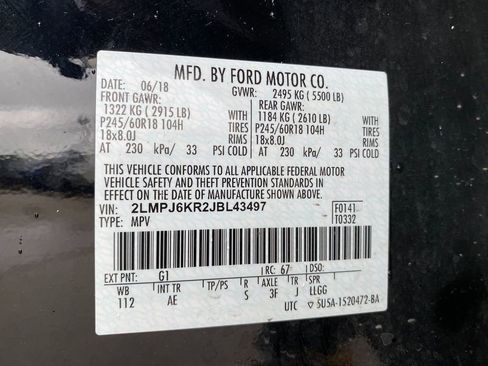 MFD. BY FORD MOTOR CO.
DATE: 06/18 GVWR: 2495 KG ( 5500 LB)
FRONT GAWR: REAR GAWR:
1322 KG ( 2915 LB) 1184 KG ( 2610 LB)
P245/60R18 104H TIRES P245/60R18 104H TIRES
18x8.0J RIMS 18x8.0J RIMS
AT 230 kPa/ 33 PSI COLD AT 230 kPa/ 33 PSI COLD
THIS VEHICLE CONFORMS TO ALL APPLICABLE FEDERAL MOTOR
VEHICLE SAFETY AND THEFT PREVENTION STANDARDS IN
EFFECT ON THE DATE OF MANUFACTURE SHOWN ABOVE.
VIN: 2LMPJ6KR2JBL43497 F0141
TYPE: MPV T0332
EXT PNT: G1 RC: 67 DSO:
WB INT TR TP/PS R AXLE TR SPR
112 AE S 3F J LLGG
UTC ▽5U5A-1520472-BA